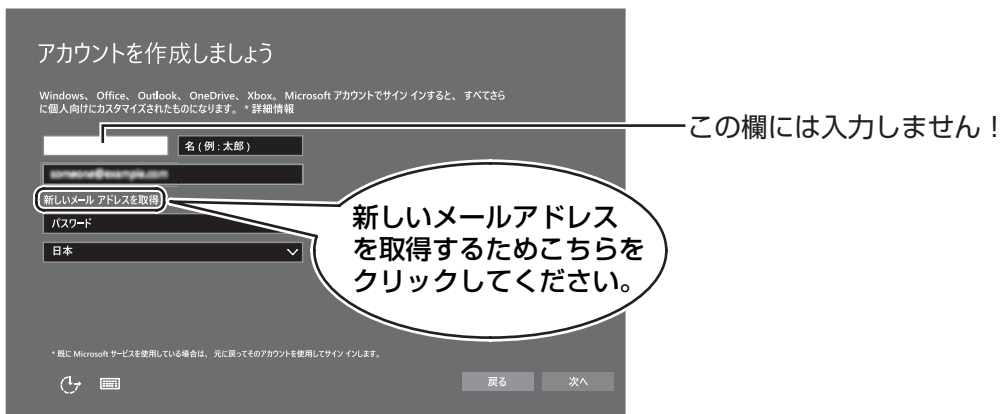 アカウントを作成しましょう
Windows、 Office、 Outlook、 OneDrive、 Xbox。 Microsoft アカウントでサイン インすると、 すべてさら
に個人向けにカスタマイズされたものになります。 * 詳細情報
この欄には入力しません！
名 ( 例 : 太郎 )
someone@example.com
新しいメール アドレスを取得
パスワード
日本
新しいメールアドレス
を取得するためこちらを
クリックしてください。
* 既に Microsoft サービスを使用している場合は、 元に戻ってそのアカウントを使用してサイン インします。
戻る
次へ